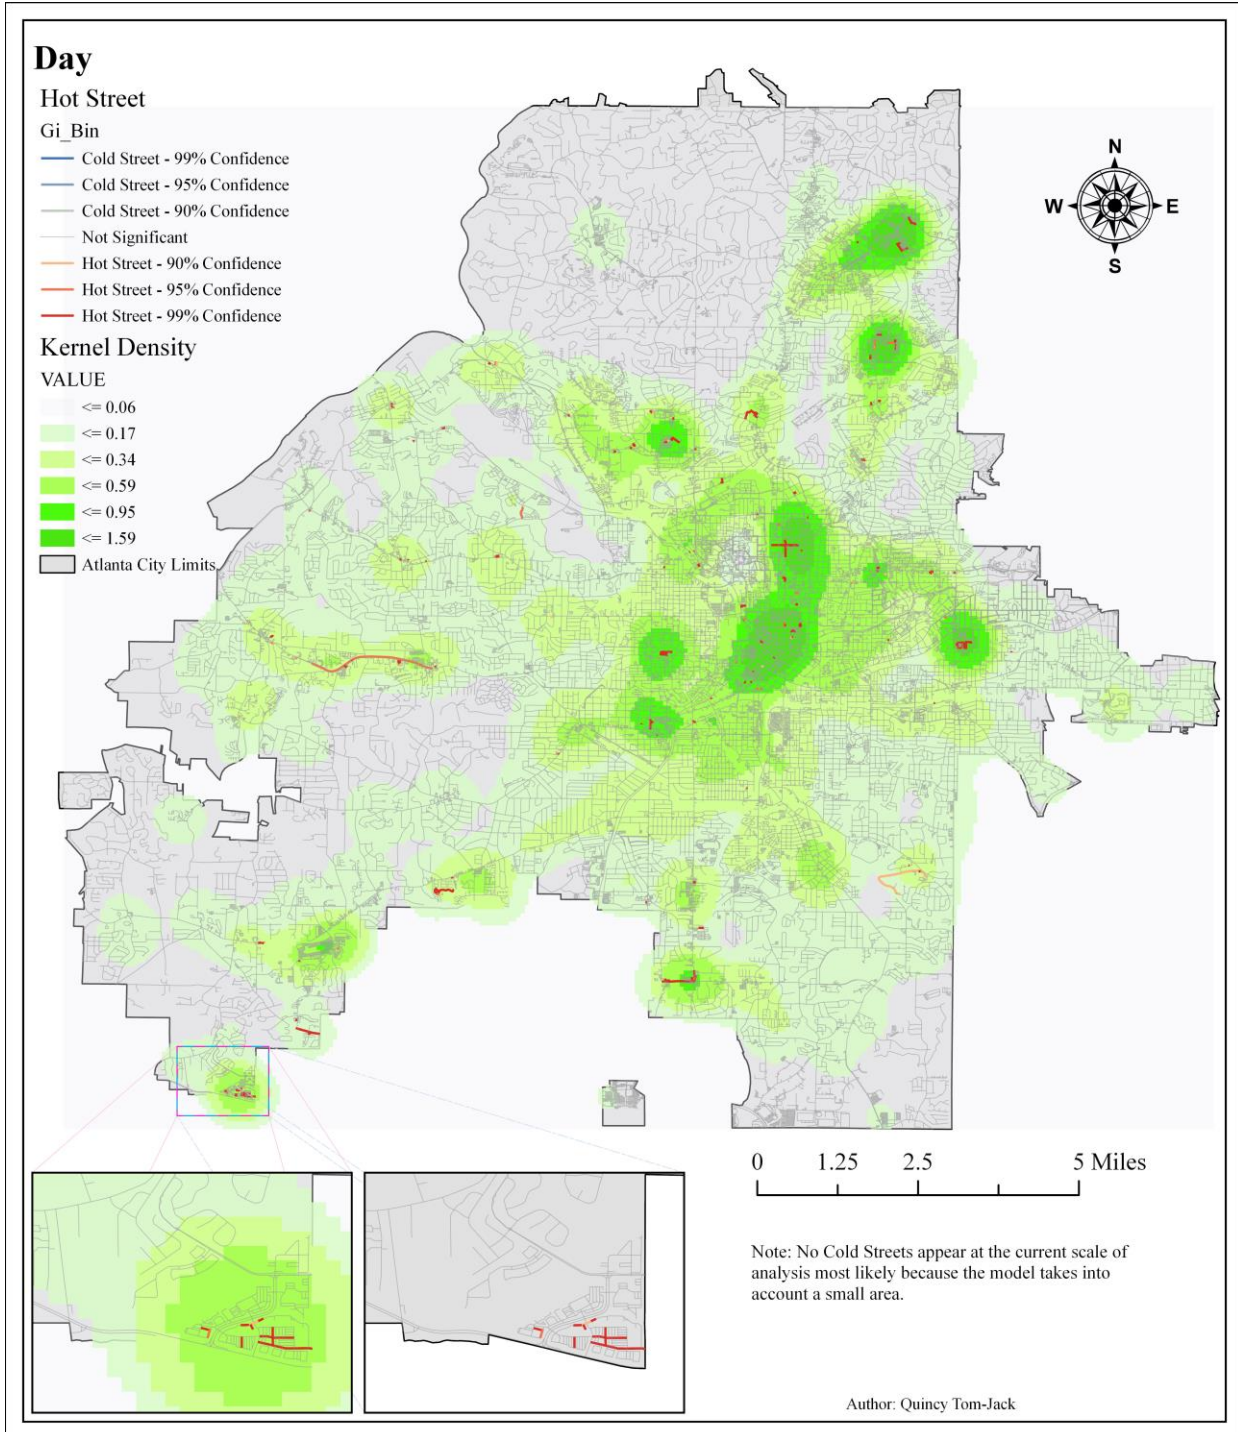 Day
Hot Street
Gi_Bin
Cold Street - 99% Confidence
Cold Street - 95% Confidence
Cold Street - 90% Confidence
Not Significant
Hot Street - 90% Confidence
Hot Street - 95% Confidence
Hot Street - 99% Confidence
Kernel Density
VALUE
<= 0.06
<= 0.17
<= 0.34
<= 0.59
<= 0.95
<= 1.59
Atlanta City Limits
N
W E
S
0 1.25 2.5 5 Miles
Note: No Cold Streets appear at the current scale of
analysis most likely because the model takes into
account a small area.
Author: Quincy Tom-Jack